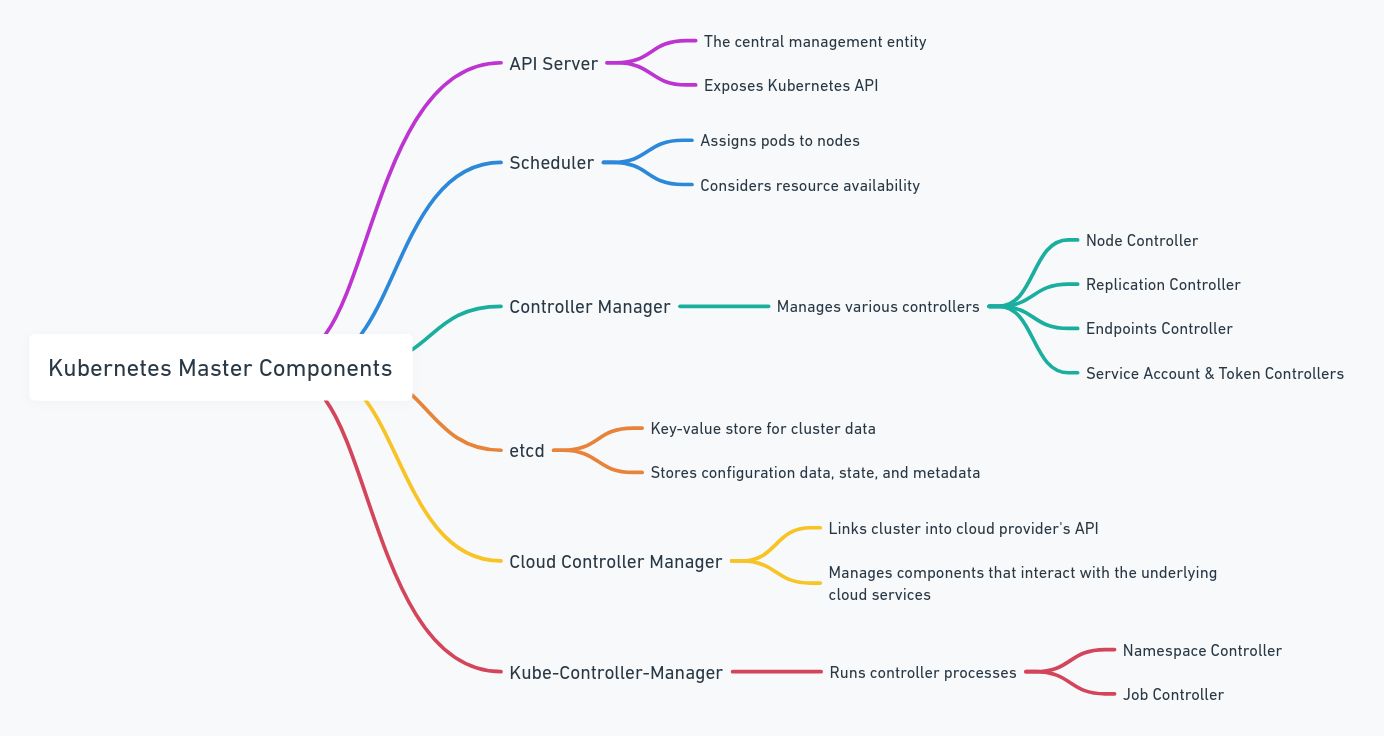 Kubernetes Master Components
API Server
The central management entity
Exposes Kubernetes API
Scheduler
Assigns pods to nodes
Considers resource availability
Controller Manager
Manages various controllers
Node Controller
Replication Controller
Endpoints Controller
Service Account & Token Controllers
etcd
Key-value store for cluster data
Stores configuration data, state, and metadata
Cloud Controller Manager
Links cluster into cloud provider's API
Manages components that interact with the underlying
cloud services
Kube-Controller-Manager
Runs controller processes
Namespace Controller
Job Controller